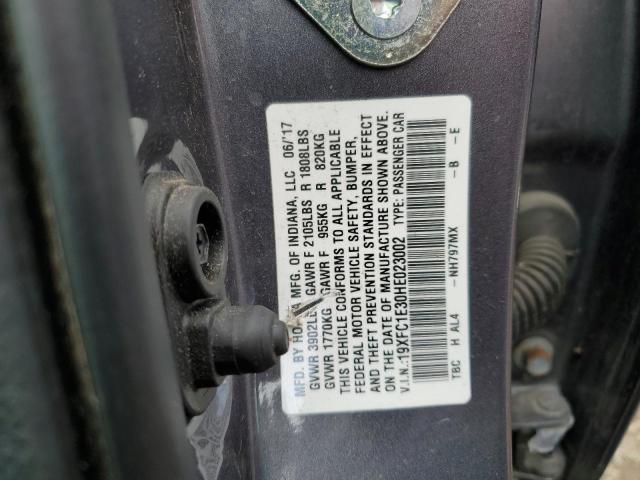 MFD. BY HONDA MFG. OF INDIANA, LLC 06/'17
GVWR 3902LBS GAWR F 2105LBS R 1808LBS
GVWR 1770KG GAWR F 955KG R 820KG
THIS VEHICLE CONFORMS TO ALL APPLICABLE
FEDERAL MOTOR VEHICLE SAFETY, BUMPER,
AND THEFT PREVENTION STANDARDS IN EFFECT
ON THE DATE OF MANUFACTURE SHOWN ABOVE.
V.I.N.:19XFC1E30HE023002 TYPE: PASSENGER CAR
TBC H AL4 -NH797MX -B -E